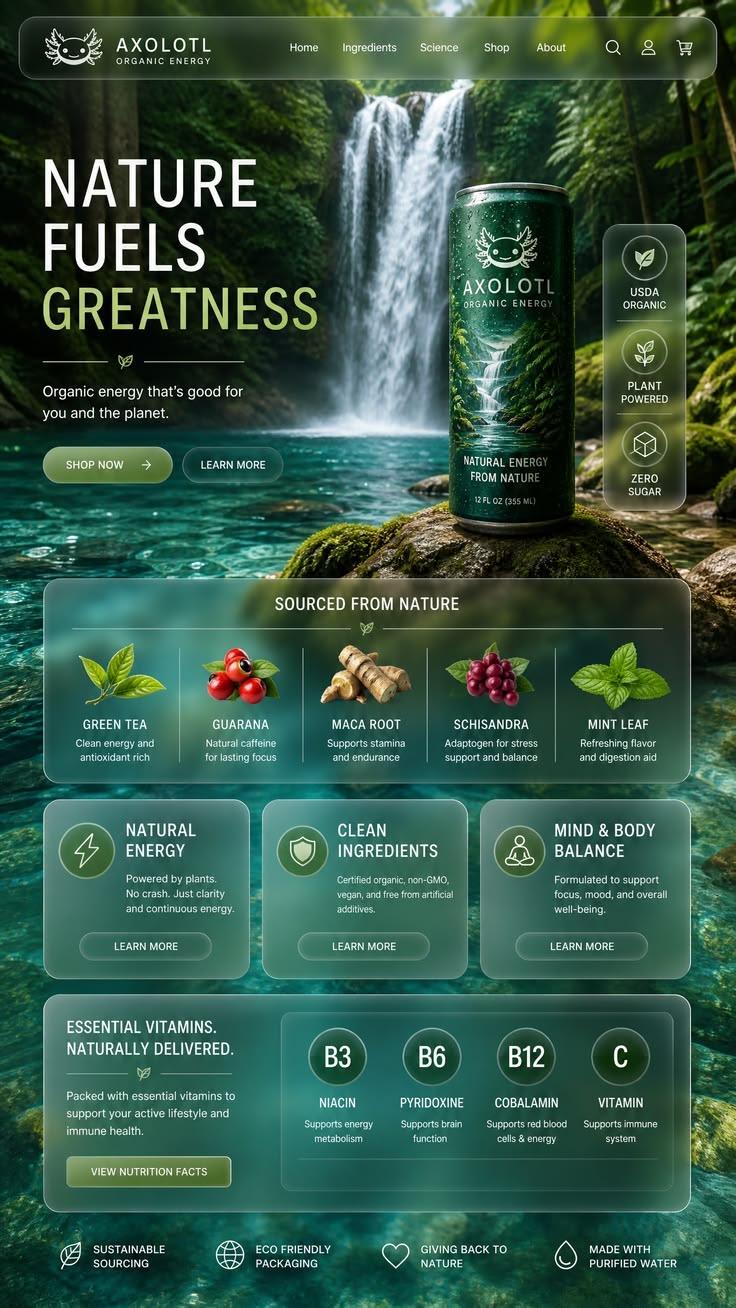 AXOLOTL
ORGANIC ENERGY
Home Ingredients Science Shop About
NATURE
FUELS
GREATNESS
Organic energy that's good for
you and the planet.
SHOP NOW
LEARN MORE
AXOLOTL
ORGANIC ENERGY
NATURAL ENERGY
FROM NATURE
12 FL OZ (355 ML)
USDA
ORGANIC
PLANT
POWERED
ZERO
SUGAR
SOURCED FROM NATURE
GREEN TEA
Clean energy and
antioxidant rich
GUARANA
Natural caffeine
for lasting focus
MACA ROOT
Supports stamina
and endurance
SCHISANDRA
Adaptogen for stress
support and balance
MINT LEAF
Refreshing flavor
and digestion aid
NATURAL
ENERGY
Powered by plants.
No crash. Just clarity
and continuous energy.
LEARN MORE
CLEAN
INGREDIENTS
Certified organic, non-GMO,
vegan, and free from artificial
additives.
LEARN MORE
MIND & BODY
BALANCE
Formulated to support
focus, mood, and overall
well-being.
LEARN MORE
ESSENTIAL VITAMINS.
NATURALLY DELIVERED.
Packed with essential vitamins to
support your active lifestyle and
immune health.
VIEW NUTRITION FACTS
B3
NIACIN
Supports energy
metabolism
B6
PYRIDOXINE
Supports brain
function
B12
COBALAMIN
Supports red blood
cells & energy
C
VITAMIN
Supports immune
system
SUSTAINABLE
SOURCING
ECO FRIENDLY
PACKAGING
GIVING BACK TO
NATURE
MADE WITH
PURIFIED WATER